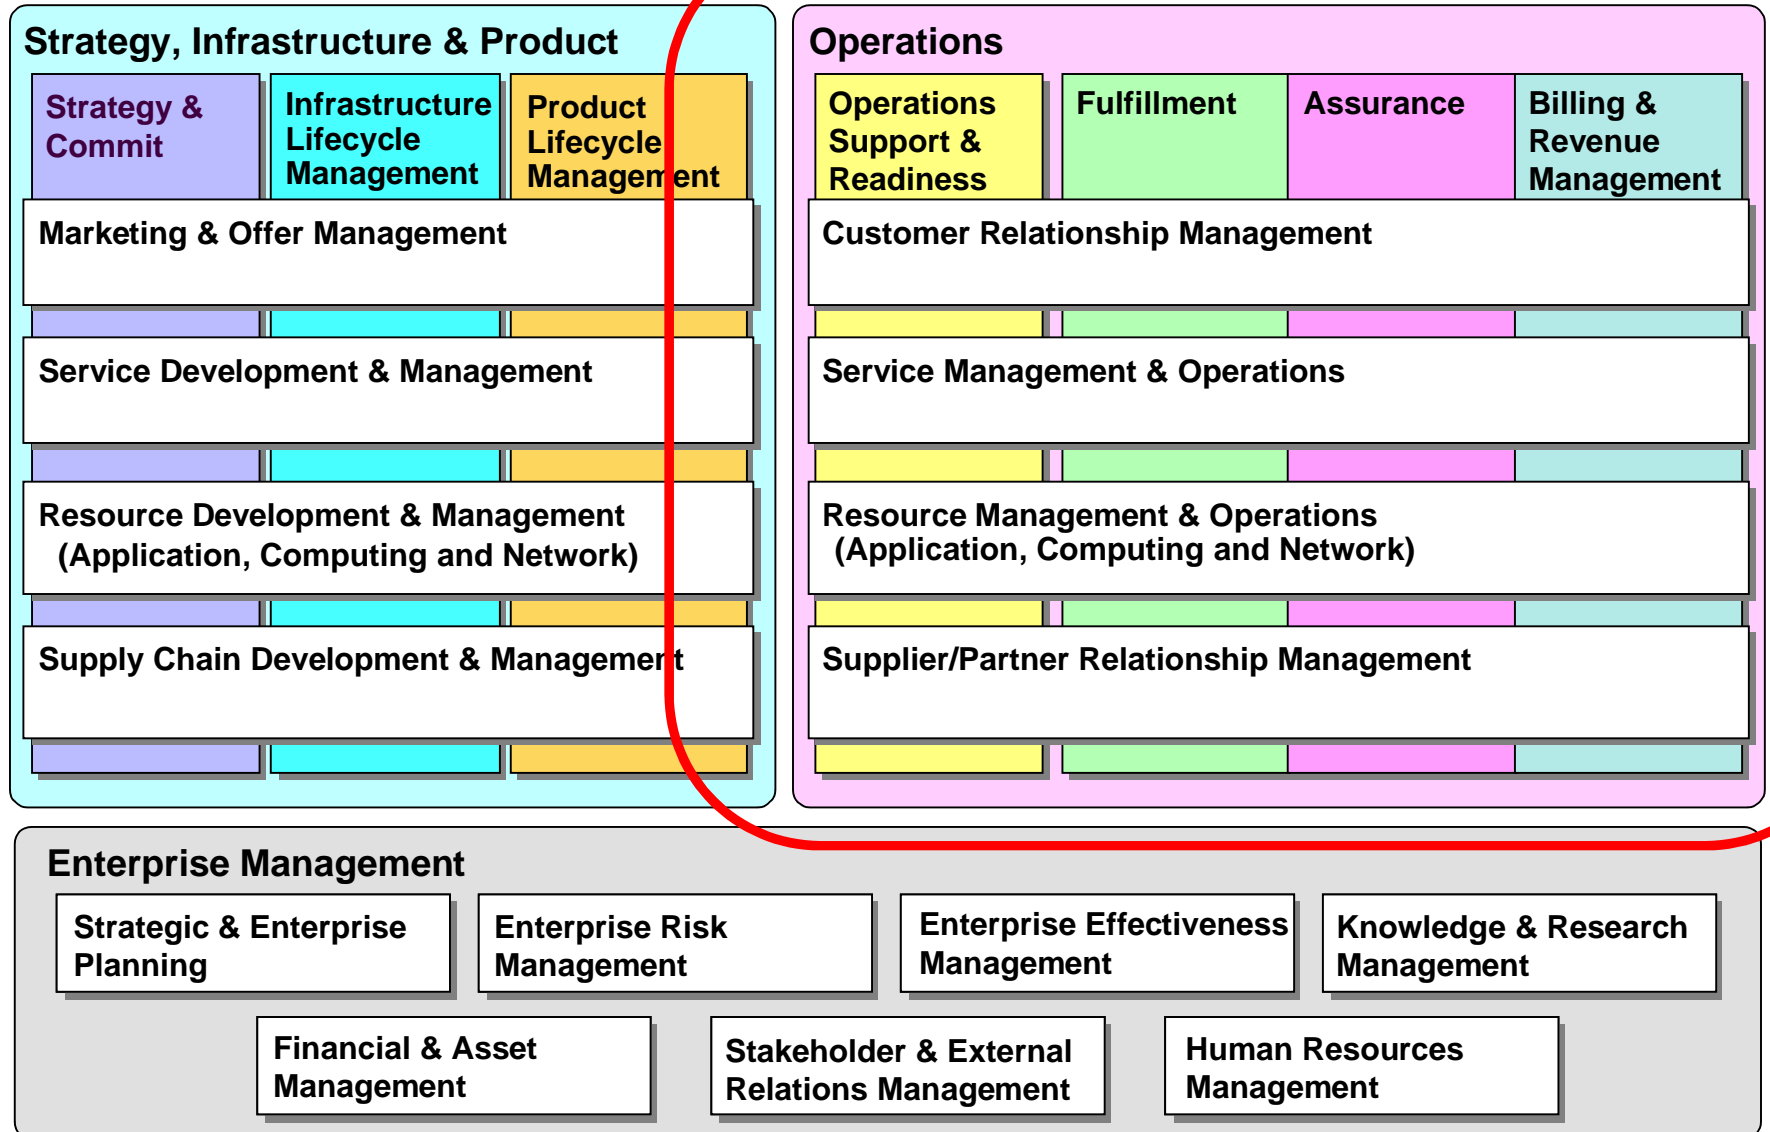 Strategy, Infrastructure & Product
Strategy &
Commit
Infrastructure
Lifecycle
Management
Product
Lifecycle
Management
Marketing & Offer Management
Service Development & Management
Resource Development & Management
(Application, Computing and Network)
Supply Chain Development & Management
Operations
Operations
Support &
Readiness
Fulfillment
Assurance
Billing &
Revenue
Management
Customer Relationship Management
Service Management & Operations
Resource Management & Operations
(Application, Computing and Network)
Supplier/Partner Relationship Management
Enterprise Management
Strategic & Enterprise
Planning
Enterprise Risk
Management
Enterprise Effectiveness
Management
Knowledge & Research
Management
Financial & Asset
Management
Stakeholder & External
Relations Management
Human Resources
Management